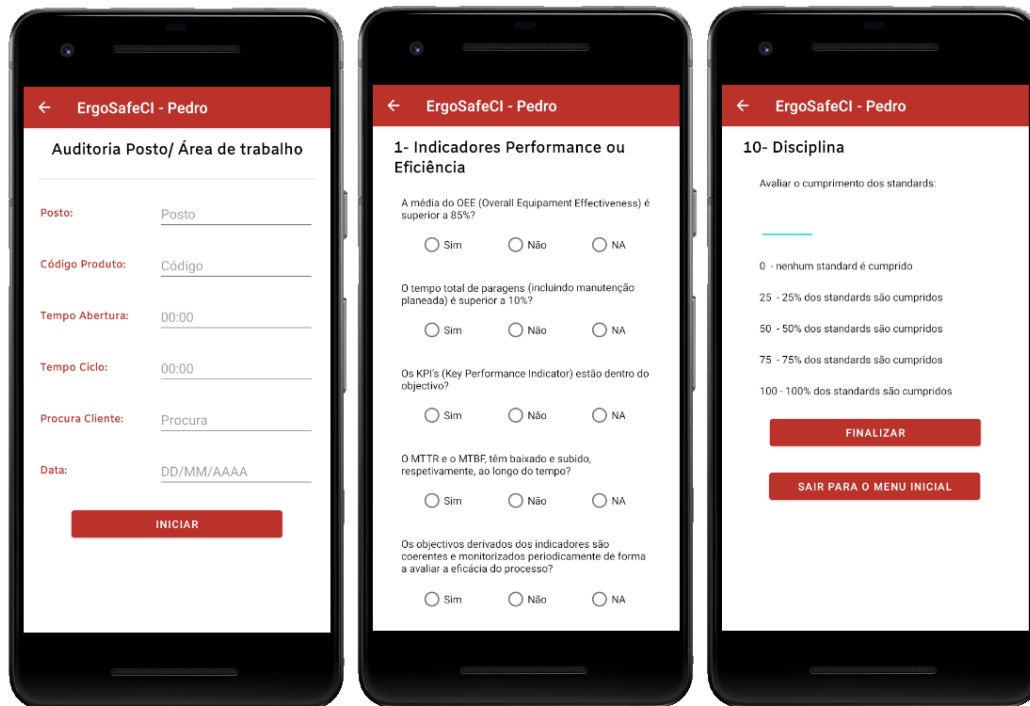 ErgoSafeCI - Pedro
Auditoria Posto/ Área de trabalho
Posto:
Posto
Código Produto:
Código
Tempo Abertura:
00:00
Tempo Ciclo:
00:00
Procura Cliente:
Procura
Data:
DD/MM/AAAA
INICIAR
ErgoSafeCI - Pedro
1- Indicadores Performance ou
Eficiência
A média do OEE (Overall Equipament Effectiveness) é
superior a 85%?
Sim Não NA
O tempo total de paragens (incluindo manutenção
planeada) é superior a 10%?
Sim Não NA
Os KPI's (Key Performance Indicator) estão dentro do
objectivo?
Sim Não NA
O MTTR e o MTBF, têm baixado e subido,
respetivamente, ao longo do tempo?
Sim Não NA
Os objectivos derivados dos indicadores são
coerentes e monitorizados periodicamente de forma
a avaliar a eficácia do processo?
Sim Não NA
ErgoSafeCI - Pedro
10- Disciplina
Avaliar o cumprimento dos standards:
0 - nenhum standard é cumprido
25 - 25% dos standards são cumpridos
50 - 50% dos standards são cumpridos
75 - 75% dos standards são cumpridos
100 - 100% dos standards são cumpridos
FINALIZAR
SAIR PARA O MENU INICIAL